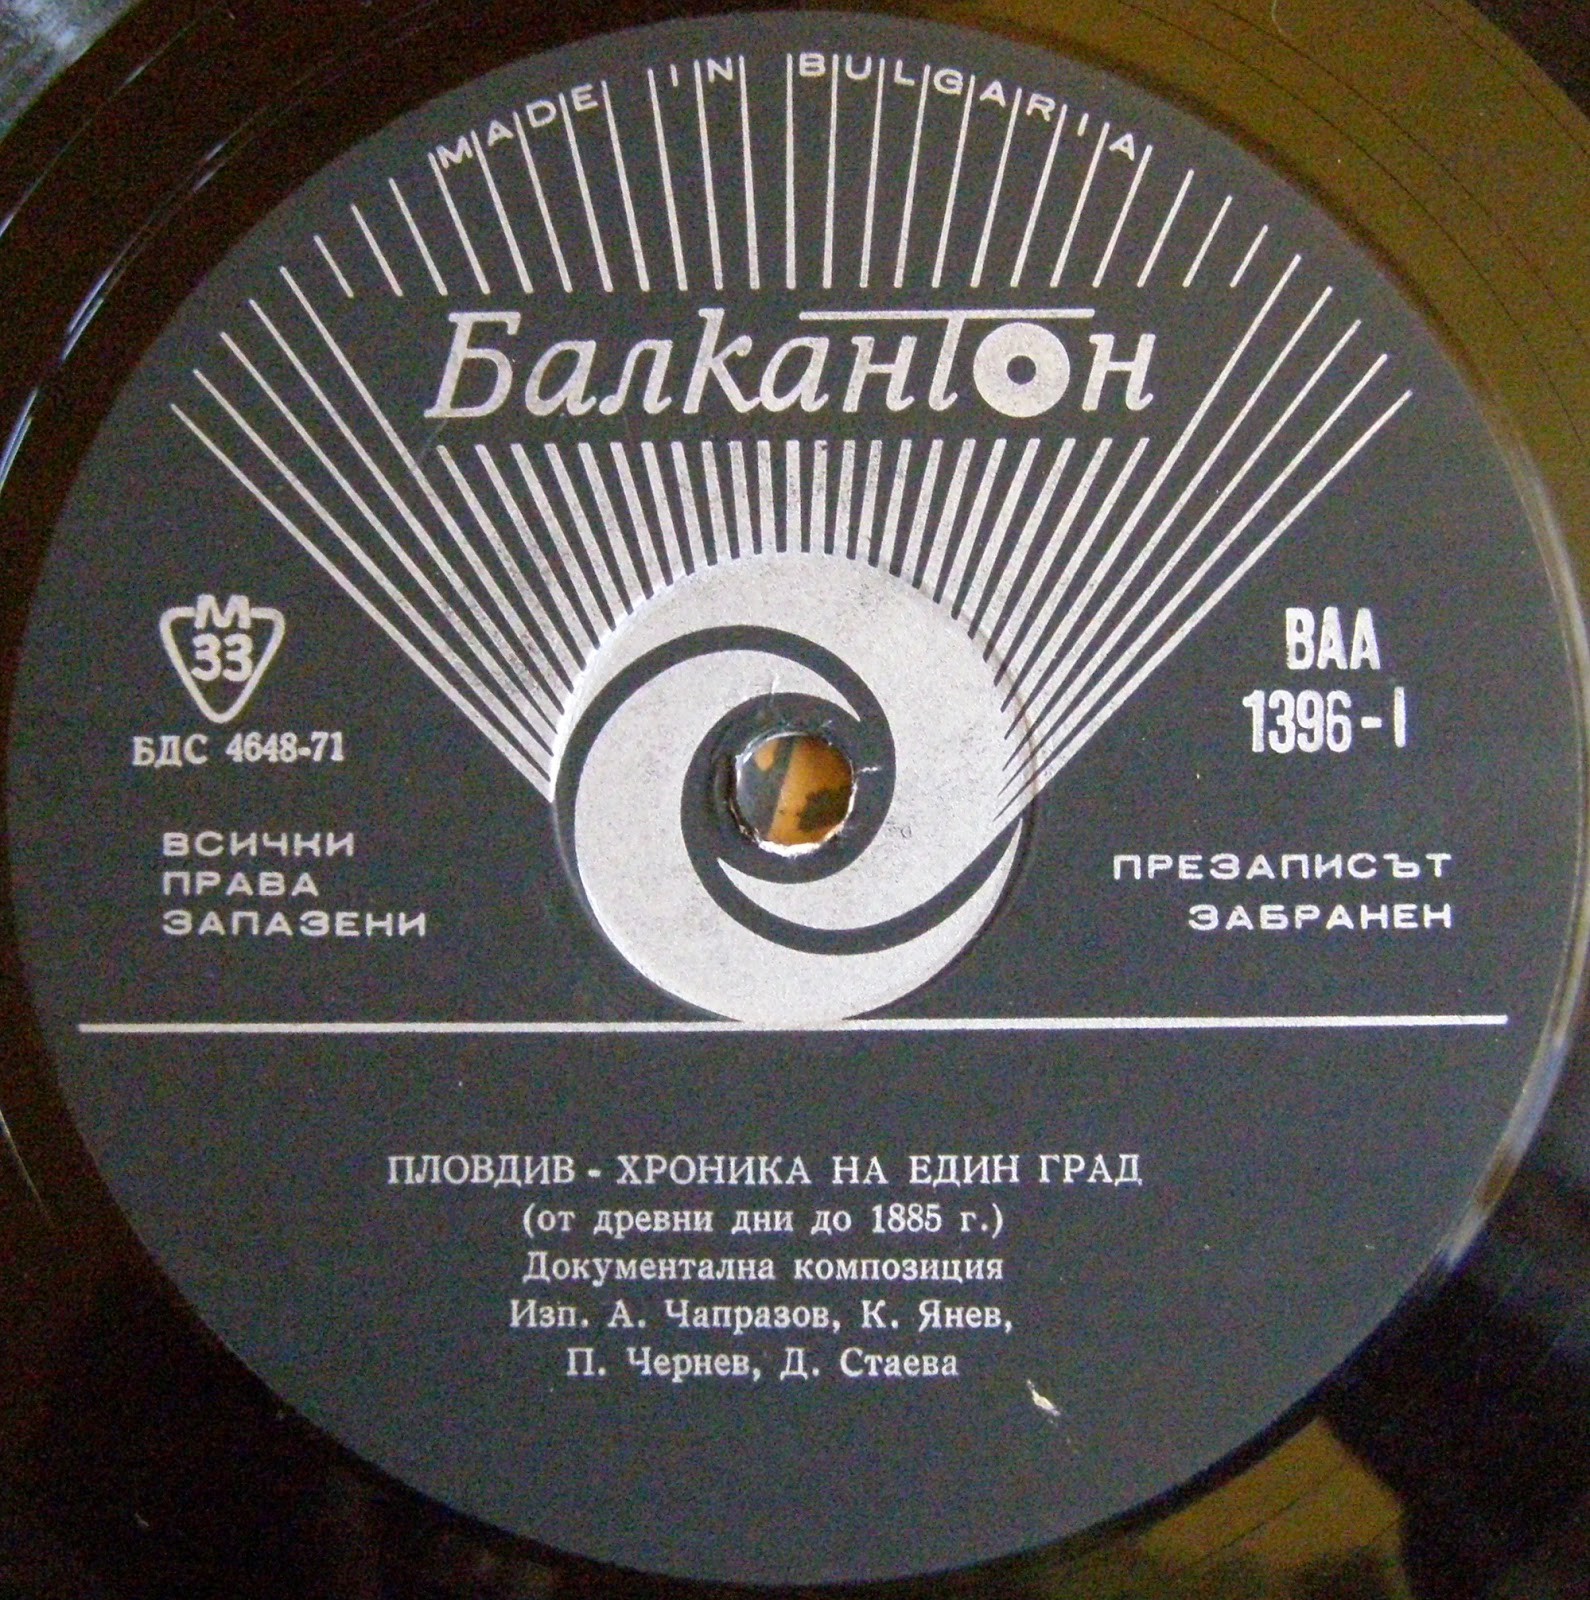 MADE IN BULGARIA
Балкантон
М
33
БДС 4648-71
ВАА
1396-I
ВСИЧКИ
ПРАВА
ЗАПАЗЕНИ
ПРЕЗАПИСЪТ
ЗАБРАНЕН
ПЛОВДИВ - ХРОНИКА НА ЕДИН ГРАД
(от древни дни до 1885 г.)
Документална композиция
Изп. А. Чапразов, К. Янев,
П. Чернев, Д. Стаева